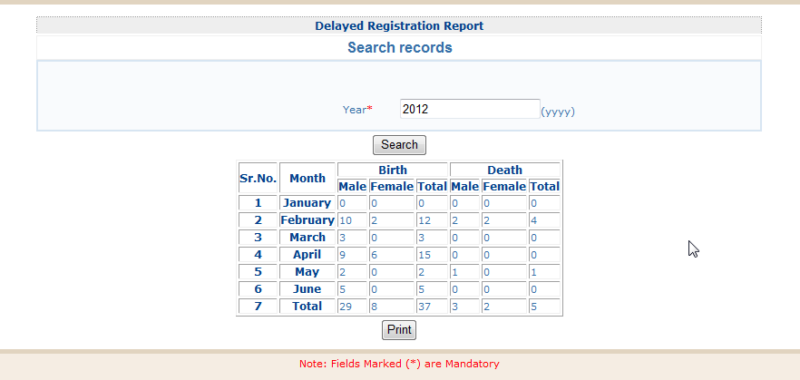 Delayed Registration Report
Search records
Year* 2012 (yyyy)
Search
Sr.No. Month Birth Death
Male Female Total Male Female Total
1 January 0 0 0 0 0 0
2 February 10 2 12 2 2 4
3 March 3 0 3 0 0 0
4 April 9 6 15 0 0 0
5 May 2 0 2 1 0 1
6 June 5 0 5 0 0 0
7 Total 29 8 37 3 2 5
Print
Note: Fields Marked (*) are Mandatory